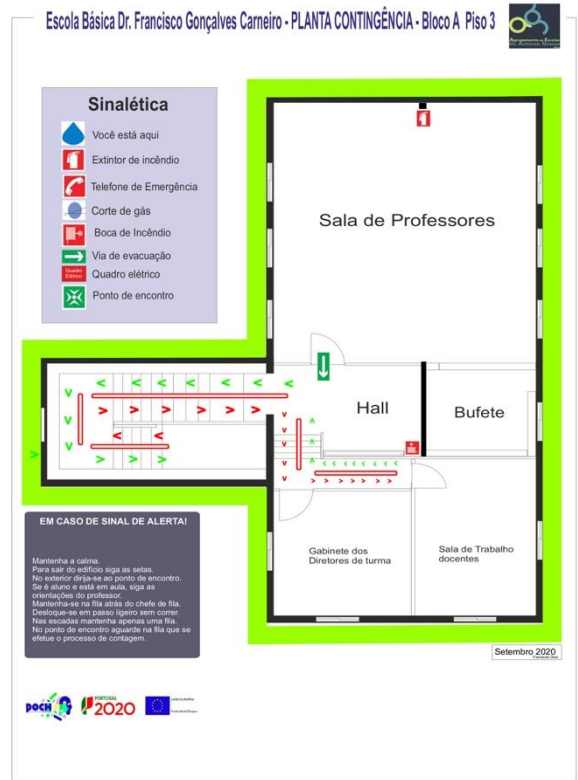 Escola Básica Dr. Francisco Gonçalves Carneiro - PLANTA CONTINGÊNCIA - Bloco A Piso 3
Sinalética
Você está aqui
Extintor de incêndio
Telefone de Emergência
Corte de gás
Boca de Incêndio
Via de evacuação
Quadro Elétrico
Quadro elétrico
Ponto de encontro
Sala de Professores
Hall
Bufete
Gabinete dos
Diretores de turma
Sala de Trabalho
docentes
EM CASO DE SINAL DE ALERTA!
Mantenha a calma.
Para sair do edifício siga as setas.
No exterior dirija-se ao ponto de encontro.
Se é aluno e está em aula, siga as
orientações do professor.
Mantenha-se na fila atrás do chefe de fila.
Desloque-se em passo ligeiro sem correr.
Nas escadas mantenha apenas uma fila.
No ponto de encontro aguarde na fila que se
efetue o processo de contagem.
Setembro 2020
POCH
PORTUGAL
2020